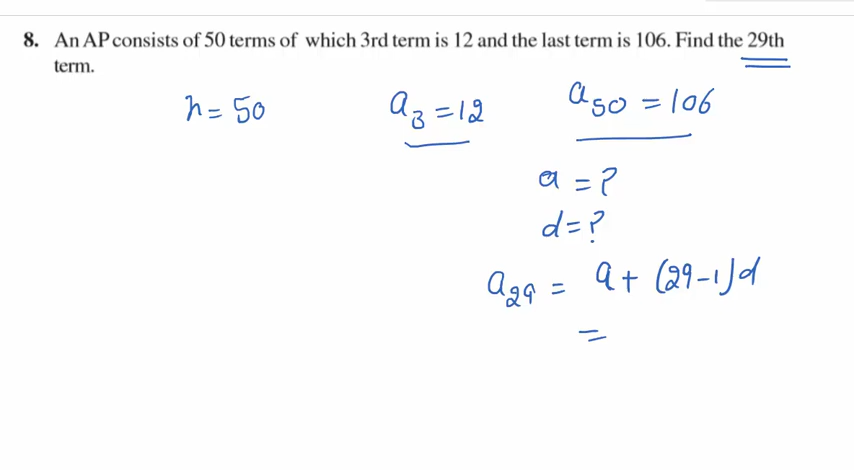 8. An AP consists of 50 terms of which 3rd term is 12 and the last term is 106. Find the 29th
term.
n = 50 a₃ = 12 a₅₀ = 106
a = ?
d = ?
a₂₉ = a + (29-1)d
=